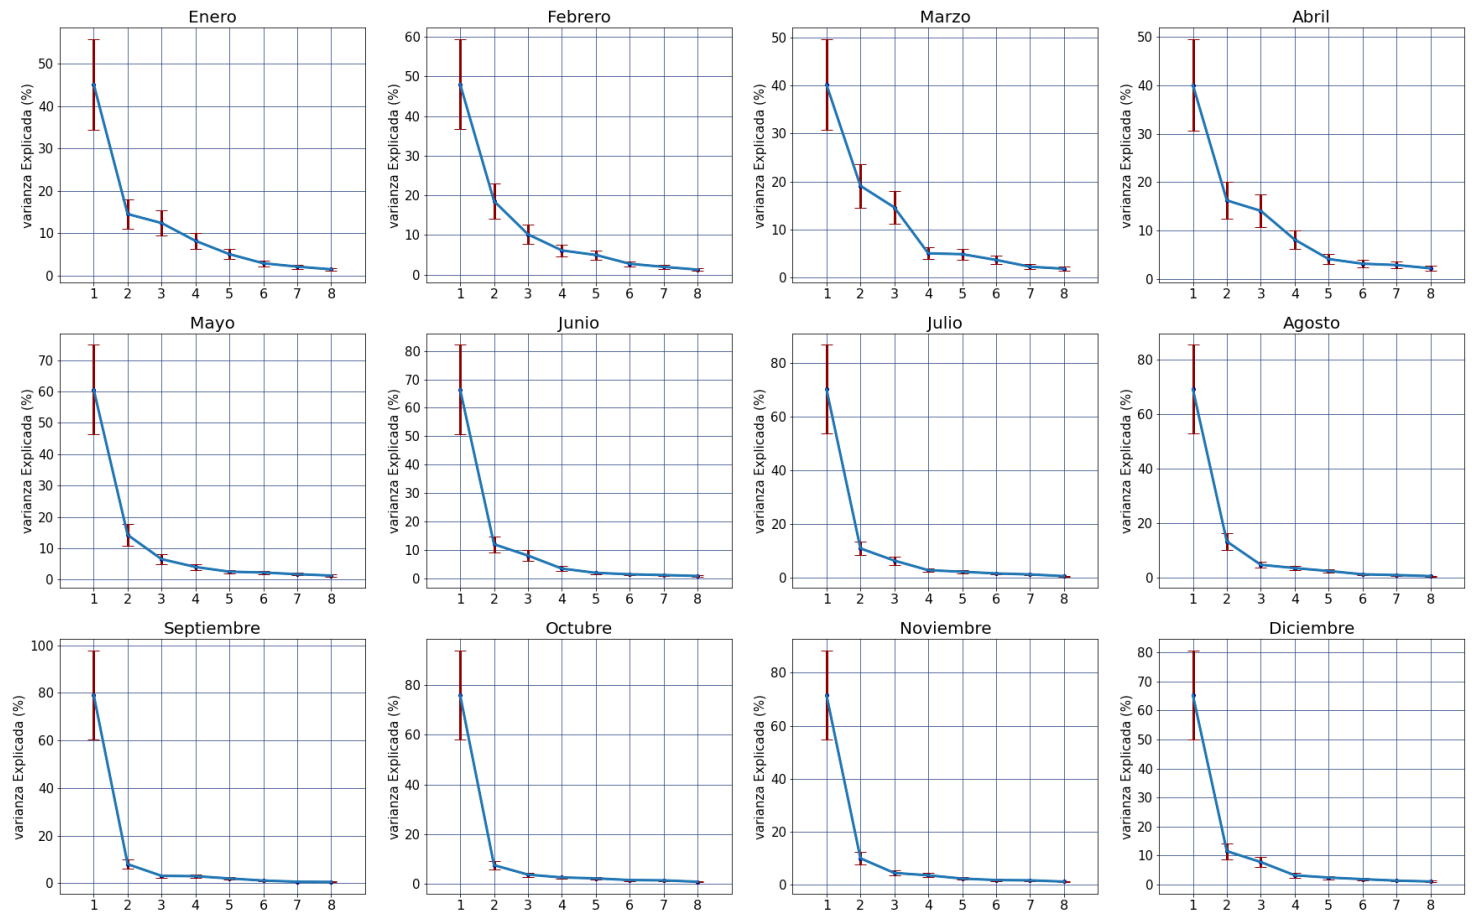 Enero
varianza Explicada (%)
50
40
30
20
10
0
1 2 3 4 5 6 7 8
Febrero
varianza Explicada (%)
60
50
40
30
20
10
0
1 2 3 4 5 6 7 8
Marzo
varianza Explicada (%)
50
40
30
20
10
0
1 2 3 4 5 6 7 8
Abril
varianza Explicada (%)
50
40
30
20
10
0
1 2 3 4 5 6 7 8
Mayo
varianza Explicada (%)
70
60
50
40
30
20
10
0
1 2 3 4 5 6 7 8
Junio
varianza Explicada (%)
80
70
60
50
40
30
20
10
0
1 2 3 4 5 6 7 8
Julio
varianza Explicada (%)
80
60
40
20
0
1 2 3 4 5 6 7 8
Agosto
varianza Explicada (%)
80
60
40
20
0
1 2 3 4 5 6 7 8
Septiembre
varianza Explicada (%)
100
80
60
40
20
0
1 2 3 4 5 6 7 8
Octubre
varianza Explicada (%)
80
60
40
20
0
1 2 3 4 5 6 7 8
Noviembre
varianza Explicada (%)
80
60
40
20
0
1 2 3 4 5 6 7 8
Diciembre
varianza Explicada (%)
80
70
60
50
40
30
20
10
0
1 2 3 4 5 6 7 8